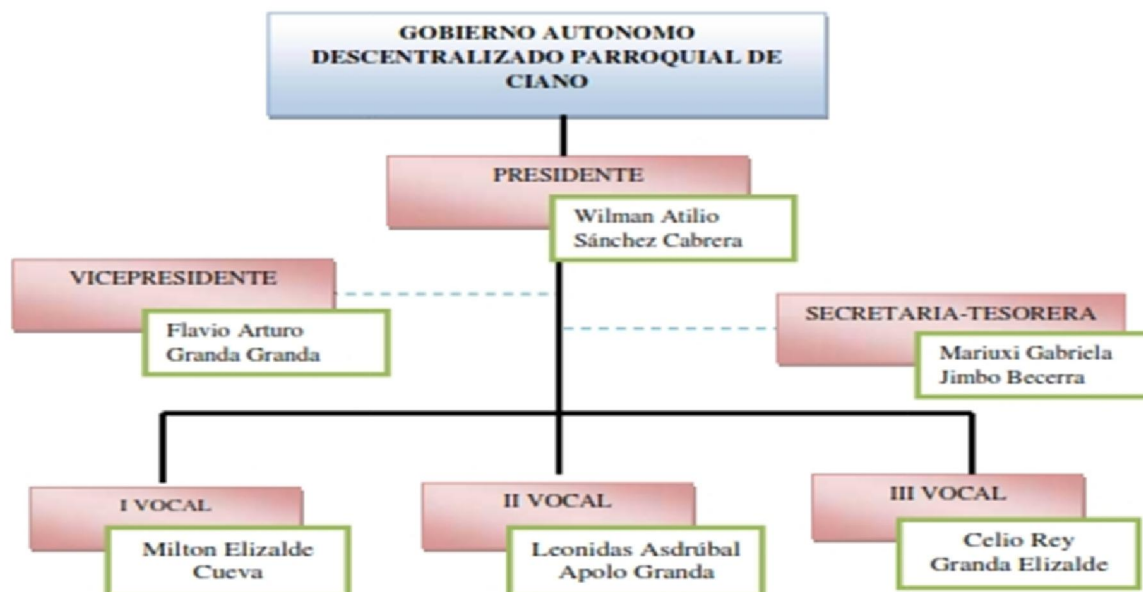 GOBIERNO AUTONOMO
DESCENTRALIZADO PARROQUIAL DE
CIANO
PRESIDENTE
Wilman Atilio
Sánchez Cabrera
VICEPRESIDENTE
Flavio Arturo
Granda Granda
SECRETARIA-TESORERA
Mariuxi Gabriela
Jimbo Becerra
I VOCAL
Milton Elizalde
Cueva
II VOCAL
Leonidas Asdrúbal
Apolo Granda
III VOCAL
Celio Rey
Granda Elizalde